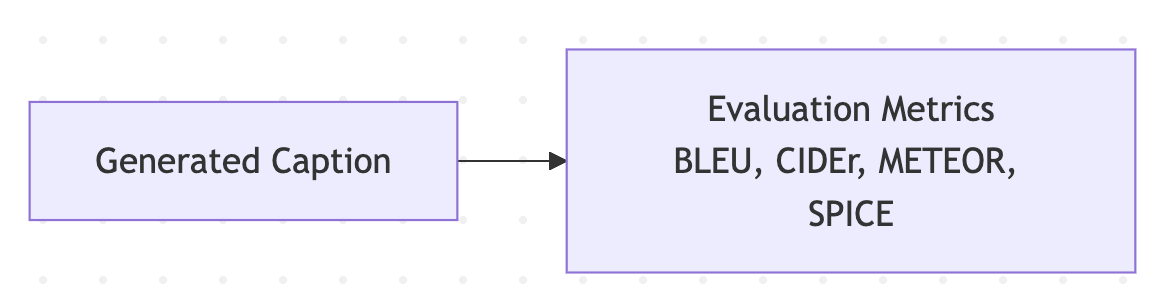 Generated Caption
Evaluation Metrics
BLEU, CIDEr, METEOR,
SPICE